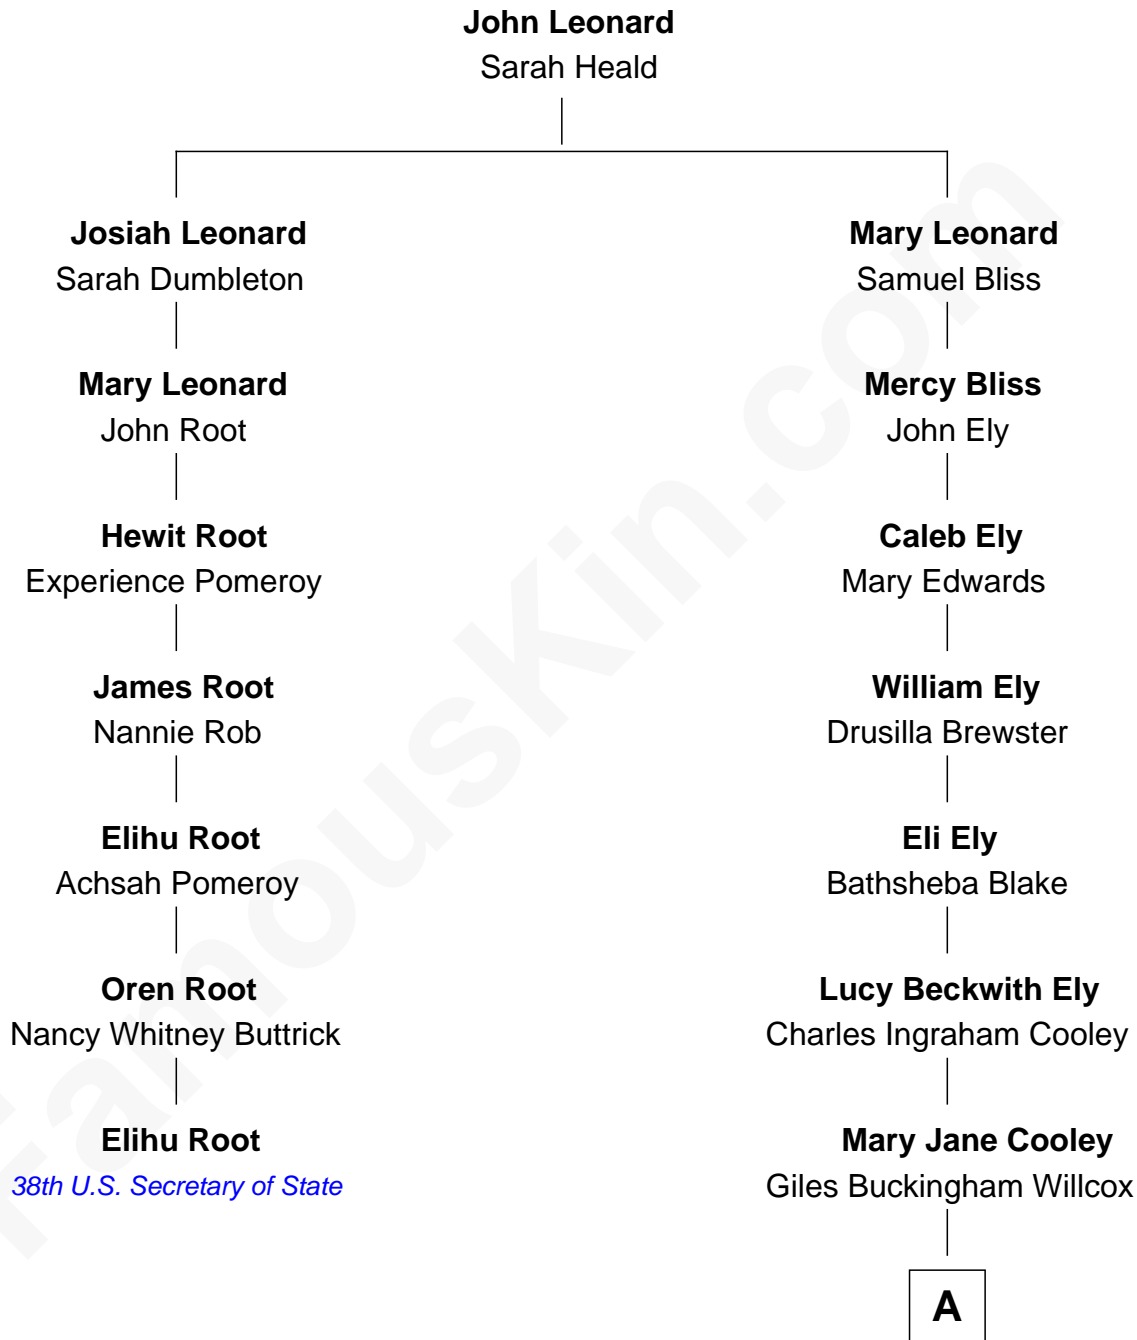 John Leonard
Sarah Heald
Josiah Leonard
Sarah Dumbleton
Mary Leonard
John Root
Hewit Root
Experience Pomeroy
James Root
Nannie Rob
Elihu Root
Achsah Pomeroy
Oren Root
Nancy Whitney Buttrick
Elihu Root
38th U.S. Secretary of State
Mary Leonard
Samuel Bliss
Mercy Bliss
John Ely
Caleb Ely
Mary Edwards
William Ely
Drusilla Brewster
Eli Ely
Bathsheba Blake
Lucy Beckwith Ely
Charles Ingraham Cooley
Mary Jane Cooley
Giles Buckingham Willcox
A
FamousKin.com